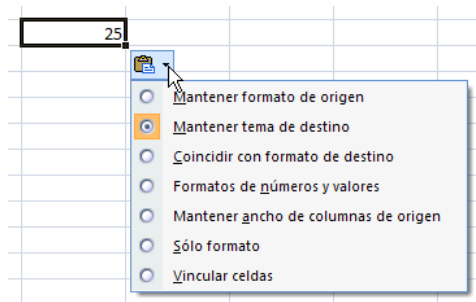 25
Mantener formato de origen
Mantener tema de destino
Coincidir con formato de destino
Formatos de números y valores
Mantener ancho de columnas de origen
Sólo formato
Vincular celdas